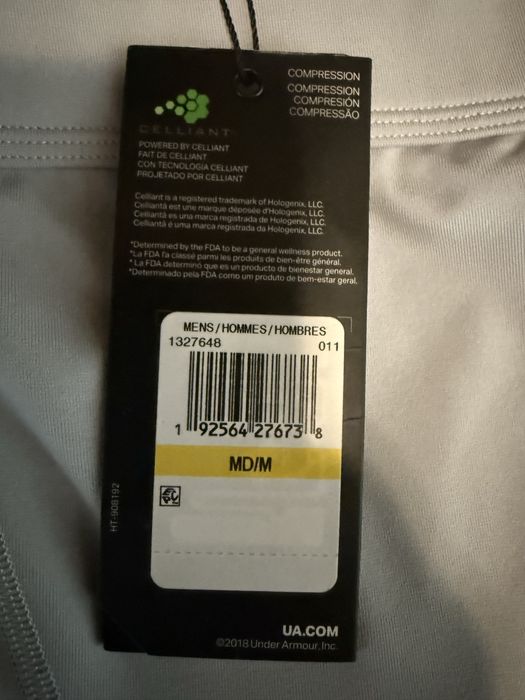 COMPRESSION
COMPRESSION
COMPRESIÓN
COMPRESSÃO
CELLIANT
POWERED BY CELLIANT
FAIT DE CELLIANT
CON TECNOLOGIA CELLIANT
PROJETADO POR CELLIANT
Celliant is a registered trademark of Hologenix, LLC.
Celliantâ est une marque déposée d'Hologenix, LLC.
Celliantâ es una marca registrada de Hologenix, LLC.
Celliantâ é uma marca registrada da Hologenix, LLC.
*Determined by the FDA to be a general wellness product.
*La FDA l'a classé parmi les produits de bien-être général.
* La FDA determinó que es un producto de bienestar general.
*Determinado pela FDA como um produto de bem-estar geral.
MENS/HOMMES/HOMBRES
1327648 011
1 92564 27673 8
MD/M
HT-908192
UA.COM
©2018 Under Armour, Inc.